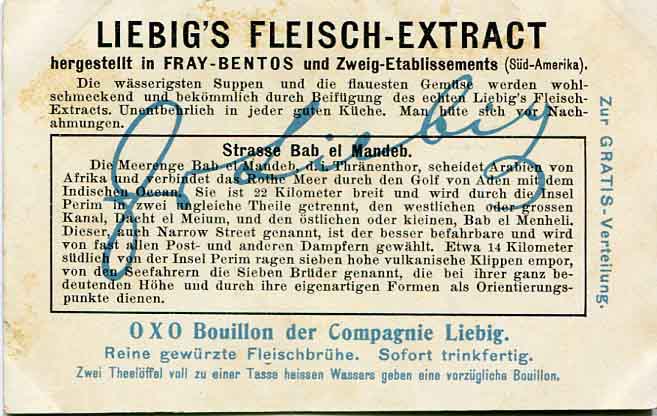 LIEBIG'S FLEISCH-EXTRACT
hergestellt in FRAY-BENTOS und Zweig-Etablissements (Süd-Amerika).
Die wässerigsten Suppen und die flauesten Gemüse werden wohl-
schmeckend und bekömmlich durch Beifügung des echten Liebig's Fleisch-
Extracts. Unentbehrlich in jeder guten Küche. Man hüte sich vor Nach-
ahmungen.
Strasse Bab el Mandeb.
Die Meerenge Bab el Mandeb, d. i. Thränenthor, scheidet Arabien von
Afrika und verbindet das Rothe Meer durch den Golf von Aden mit dem
Indischen Ocean. Sie ist 22 Kilometer breit und wird durch die Insel
Perim in zwei angleiche Theile getrennt, den westlichen oder grossen
Kanal, Dacht el Meium, und den östlichen oder kleinen, Bab el Menheli.
Dieser, auch Narrow Street genannt, ist der besser befahrbare und wird
von fast allen Post- und anderen Dampfern gewählt. Etwa 14 Kilometer
südlich von der Insel Perim ragen sieben hohe vulkanische Klippen empor,
von den Seefahrern die Sieben Brüder genannt, die bei ihrer ganz be-
deutenden Höhe und durch ihre eigenartigen Formen als Orientierungs-
punkte dienen.
J v Liebig
Zur GRATIS-Verteilung.
OXO Bouillon der Compagnie Liebig.
Reine gewürzte Fleischbrühe. Sofort trinkfertig.
Zwei Theelöffel voll zu einer Tasse heissen Wassers geben eine vorzügliche Bouillon.